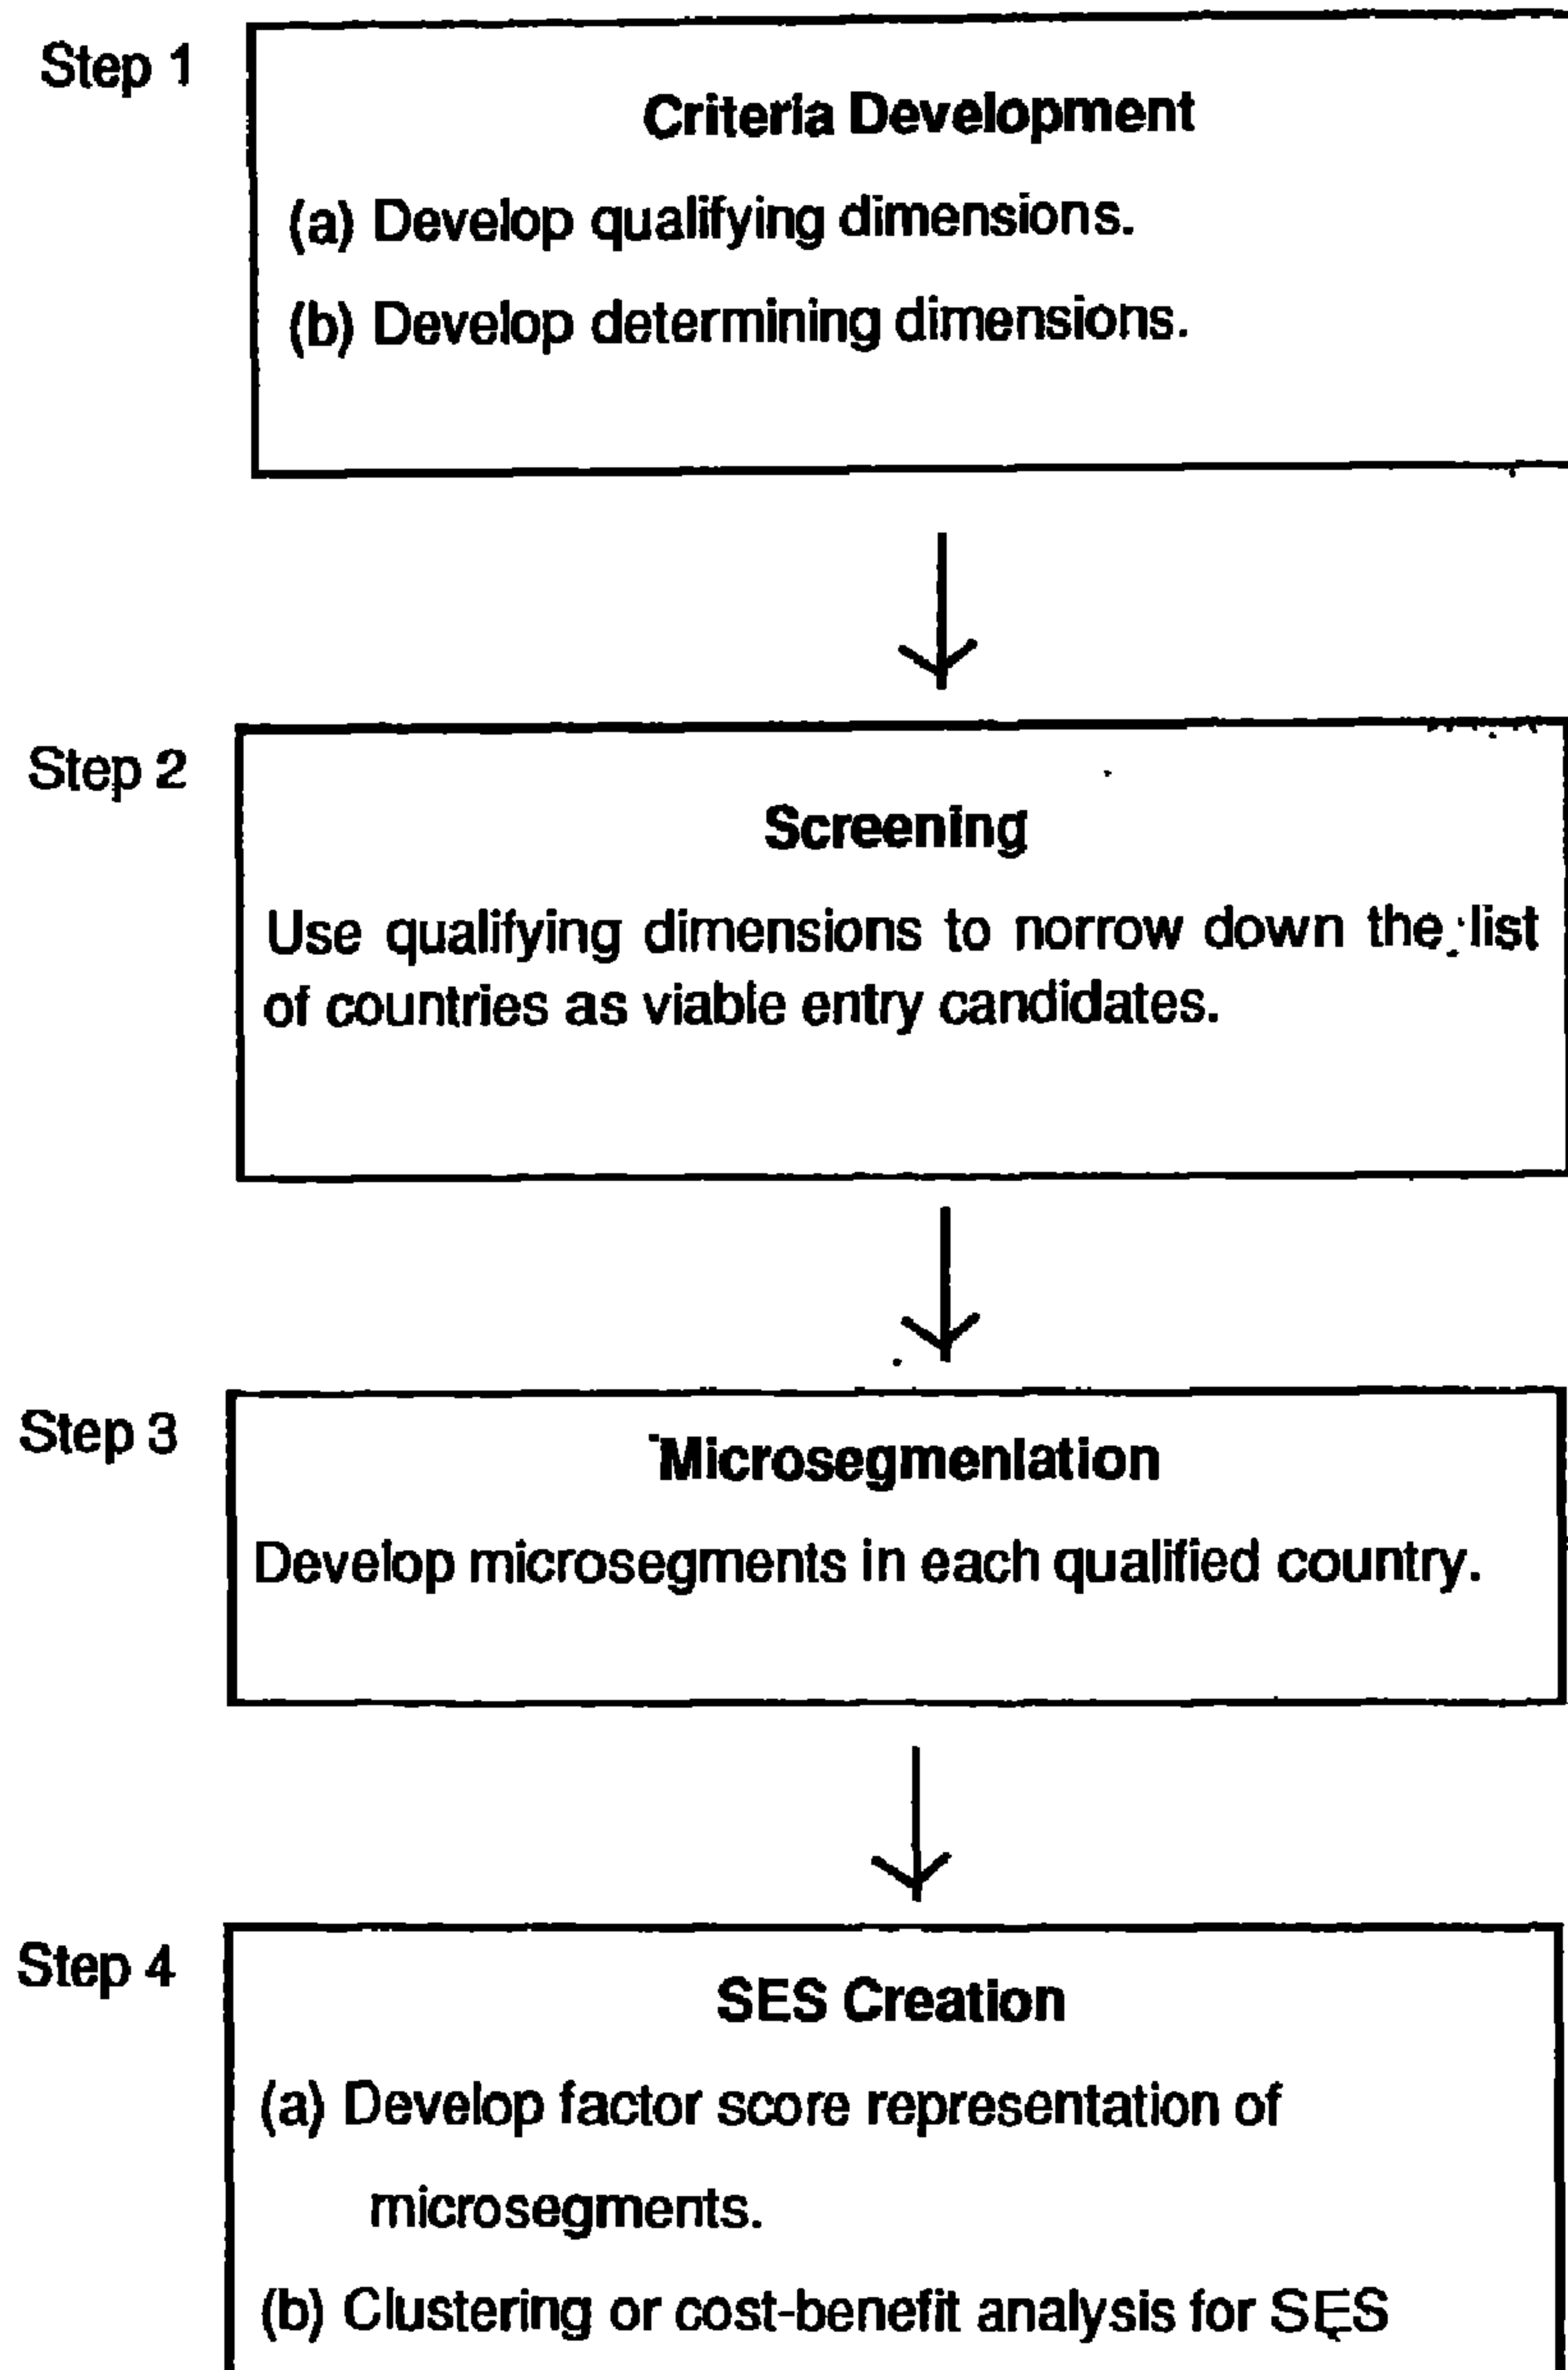 Step 1
Criteria Development
(a) Develop qualifying dimensions.
(b) Develop determining dimensions.
Step 2
Screening
Use qualifying dimensions to norrow down the list
of countries as viable entry candidates.
Step 3
Microsegmentation
Develop microsegments in each qualified country.
Step 4
SES Creation
(a) Develop factor score representation of
microsegments.
(b) Clustering or cost-benefit analysis for SES